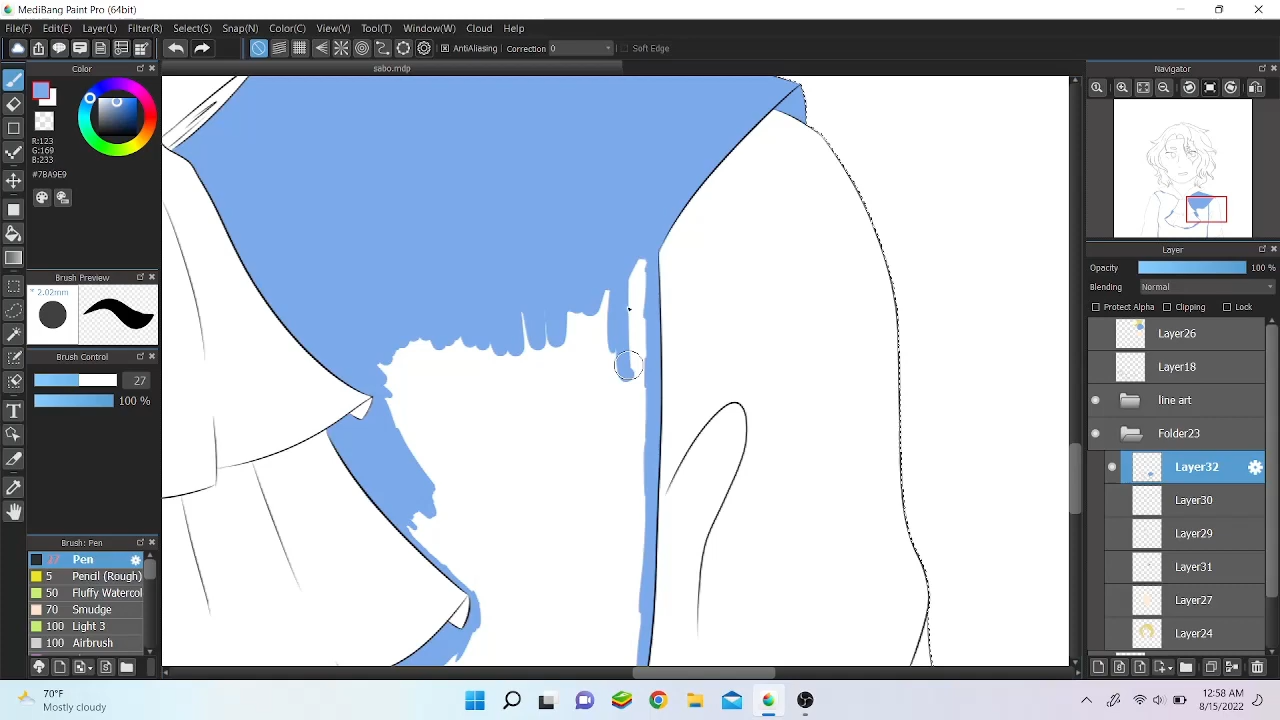 MediBang Paint Pro (64bit)
File(F) Edit(E) Layer(L) Filter(R) Select(S) Snap(N) Color(C) View(V) Tool(T) Window(W) Cloud Help
AntiAliasing Correction 0 Soft Edge
Color
sabo.mdp
Navigator
R:123
G:169
B:233
#7BA9E9
Layer
Opacity 100 %
Blending Normal
Protect Alpha Clipping Lock
Brush Preview
2.02mm
Layer26
Brush Control
Layer18
27
100 %
line art
Folder23
Layer32
Layer30
Layer29
Brush: Pen
27 Pen
Layer31
5 Pencil (Rough)
50 Fluffy Watercol
Layer27
70 Smudge
100 Light 3
Layer24
100 Airbrush
70°F
Mostly cloudy
12:58 AM
8/15/2022